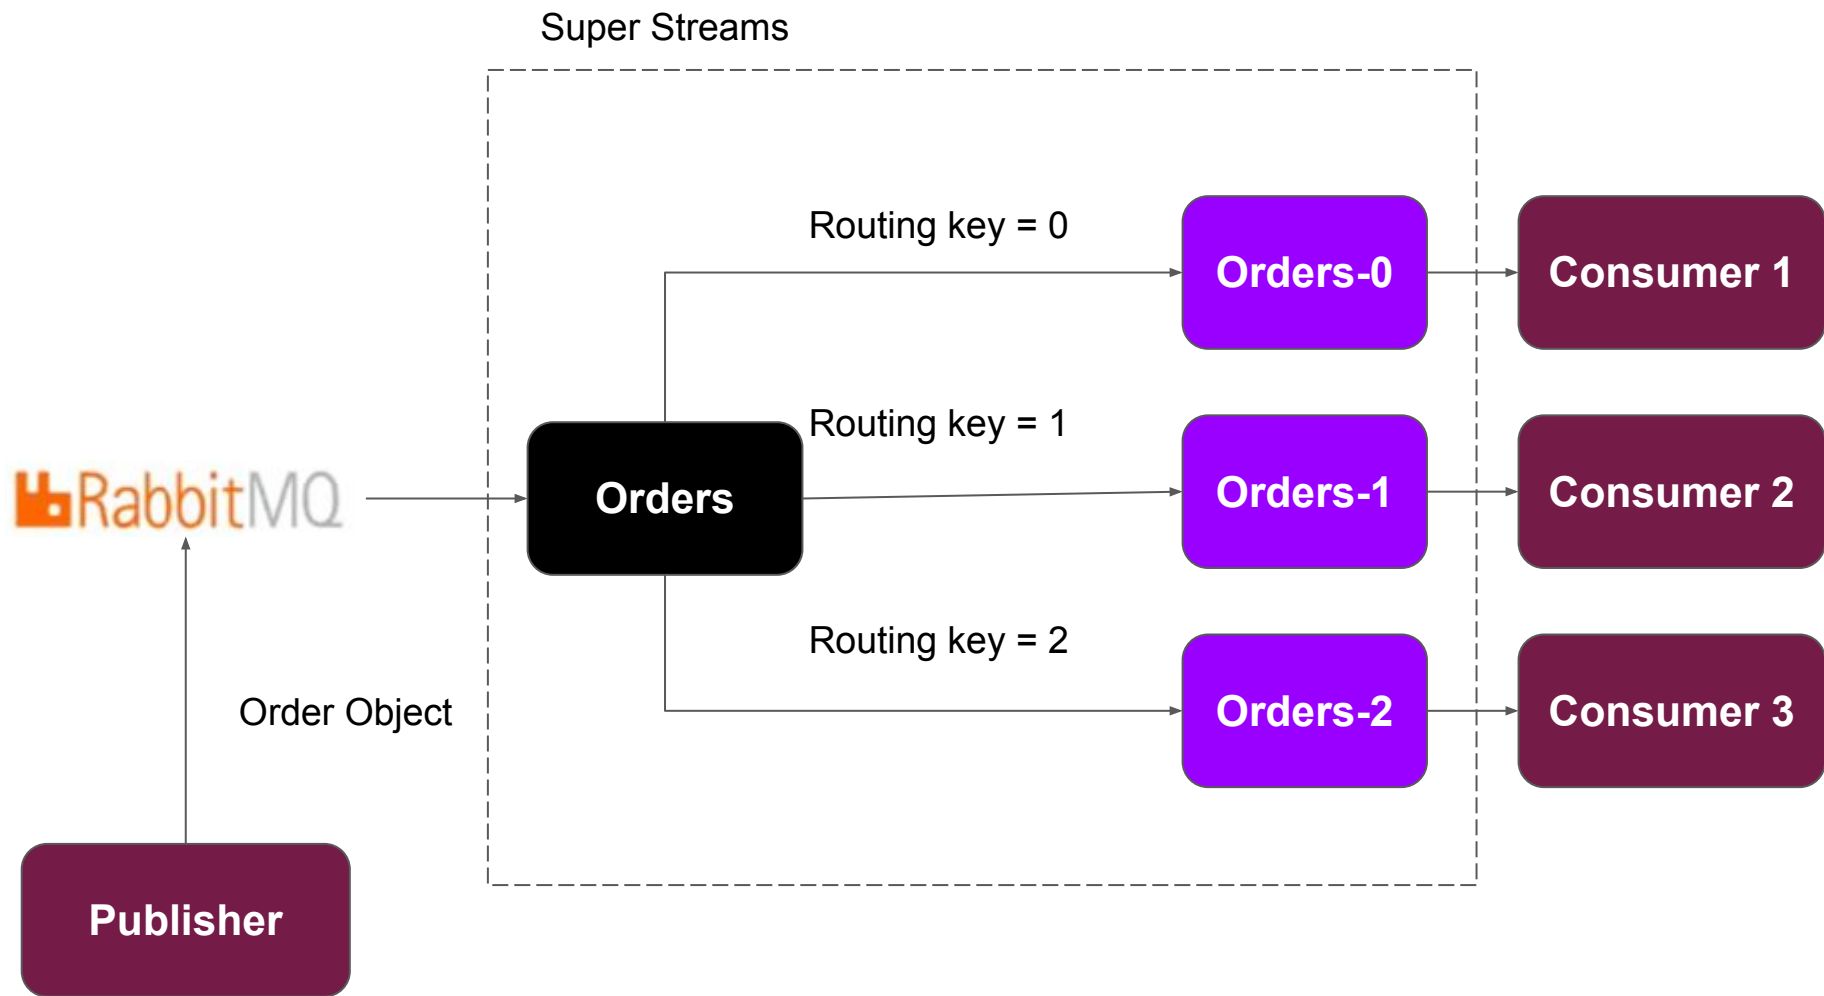 Super Streams
Routing key = 0
Orders-0
Consumer 1
Routing key = 1
RabbitMQ
Orders
Orders-1
Consumer 2
Routing key = 2
Order Object
Orders-2
Consumer 3
Publisher